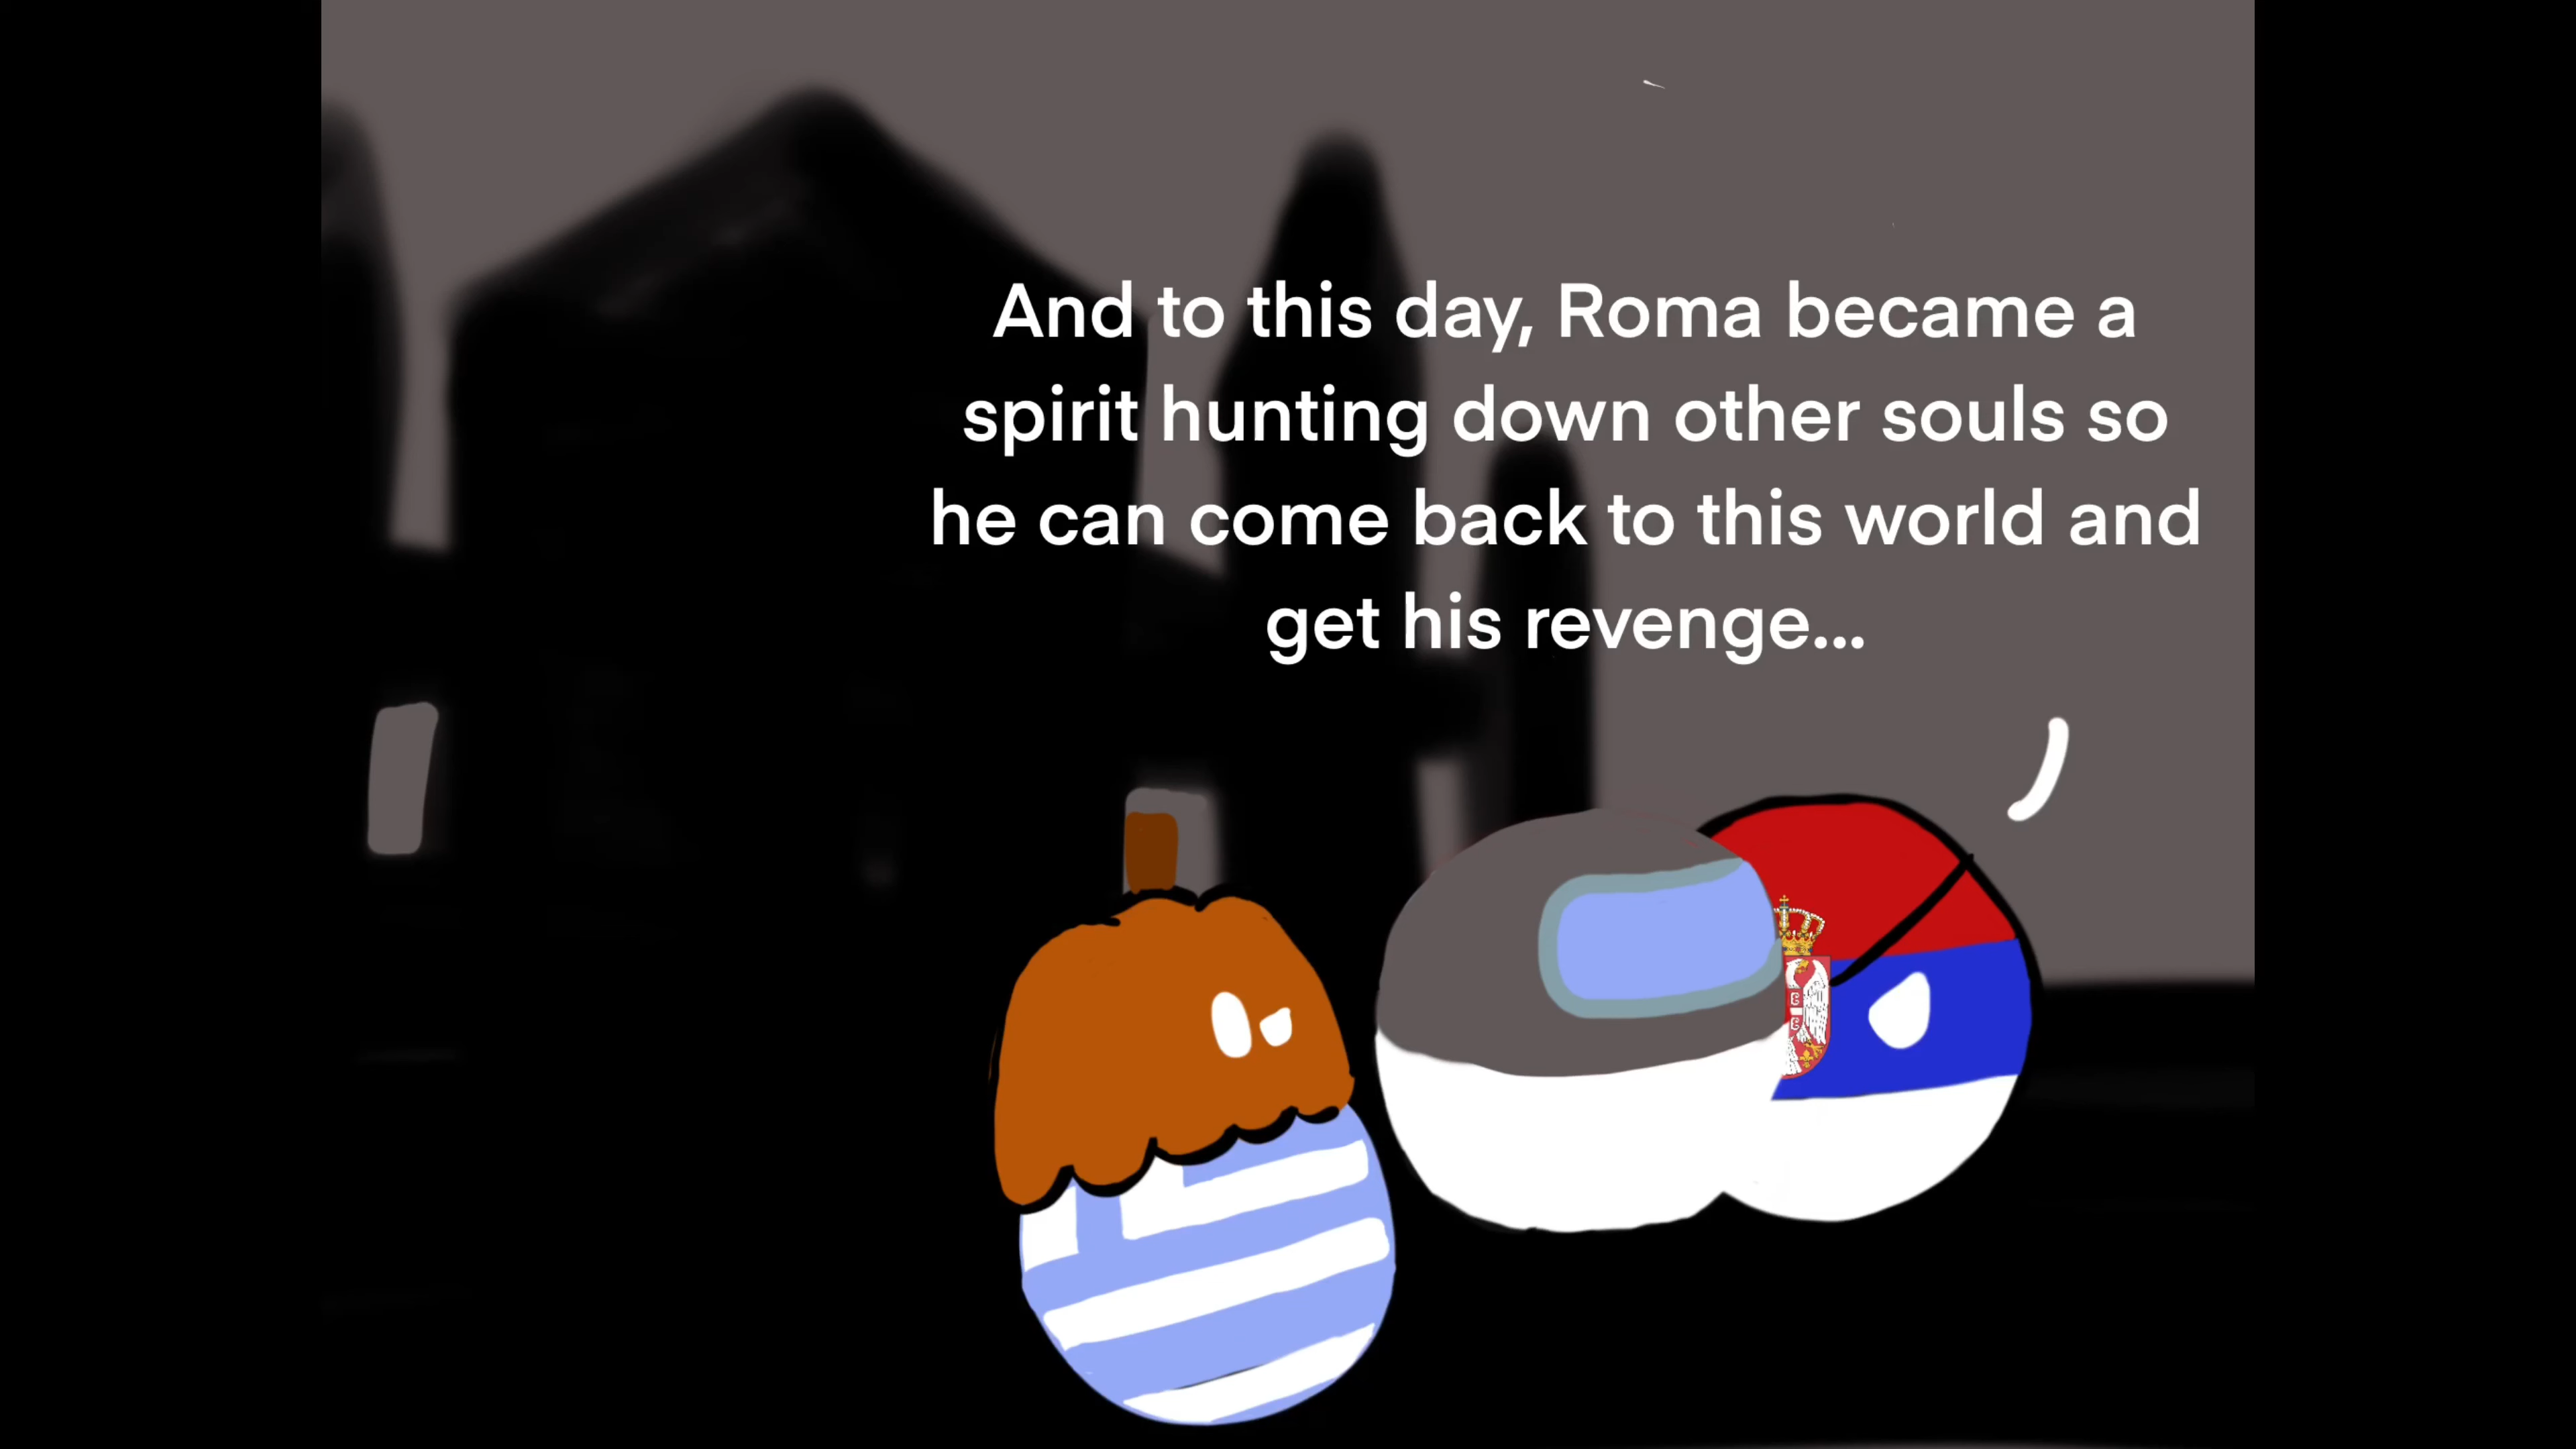 And to this day, Roma became a
spirit hunting down other souls so
he can come back to this world and
get his revenge...